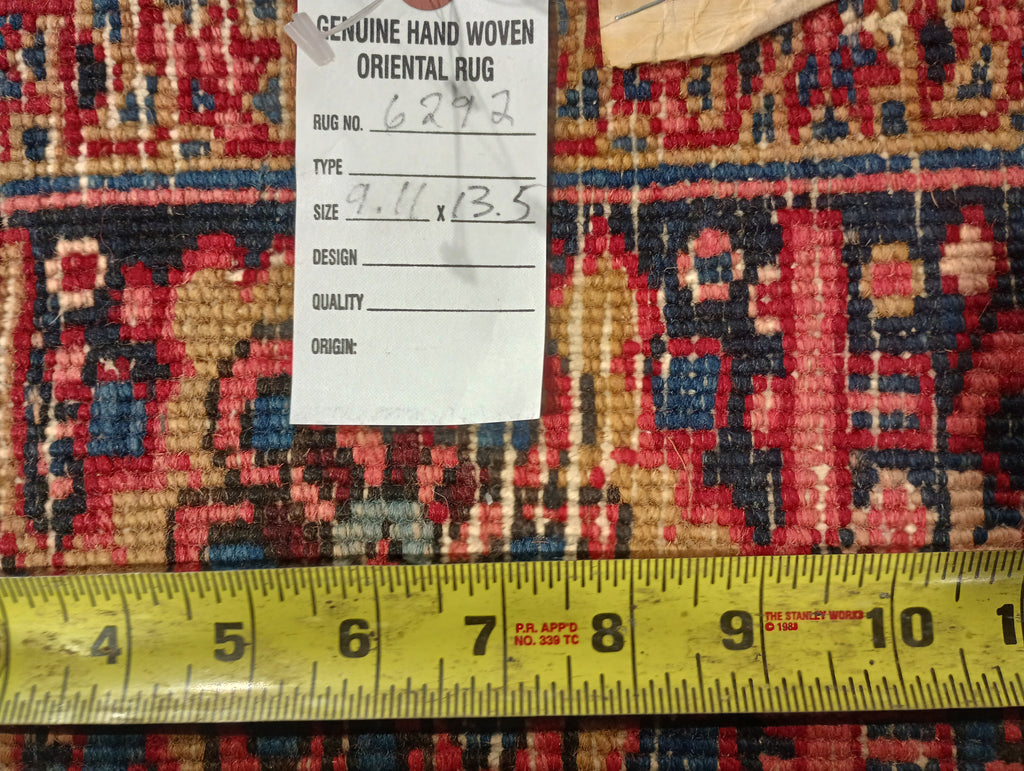 GENUINE HAND WOVEN
ORIENTAL RUG
RUG NO. 6292
TYPE
SIZE 9.11 X 13.5
DESIGN
QUALITY
ORIGIN:
4 5 6 7 P.R. APP'D 8 9 THE STANLEY WORKS 10
NO. 339 TC © 1989